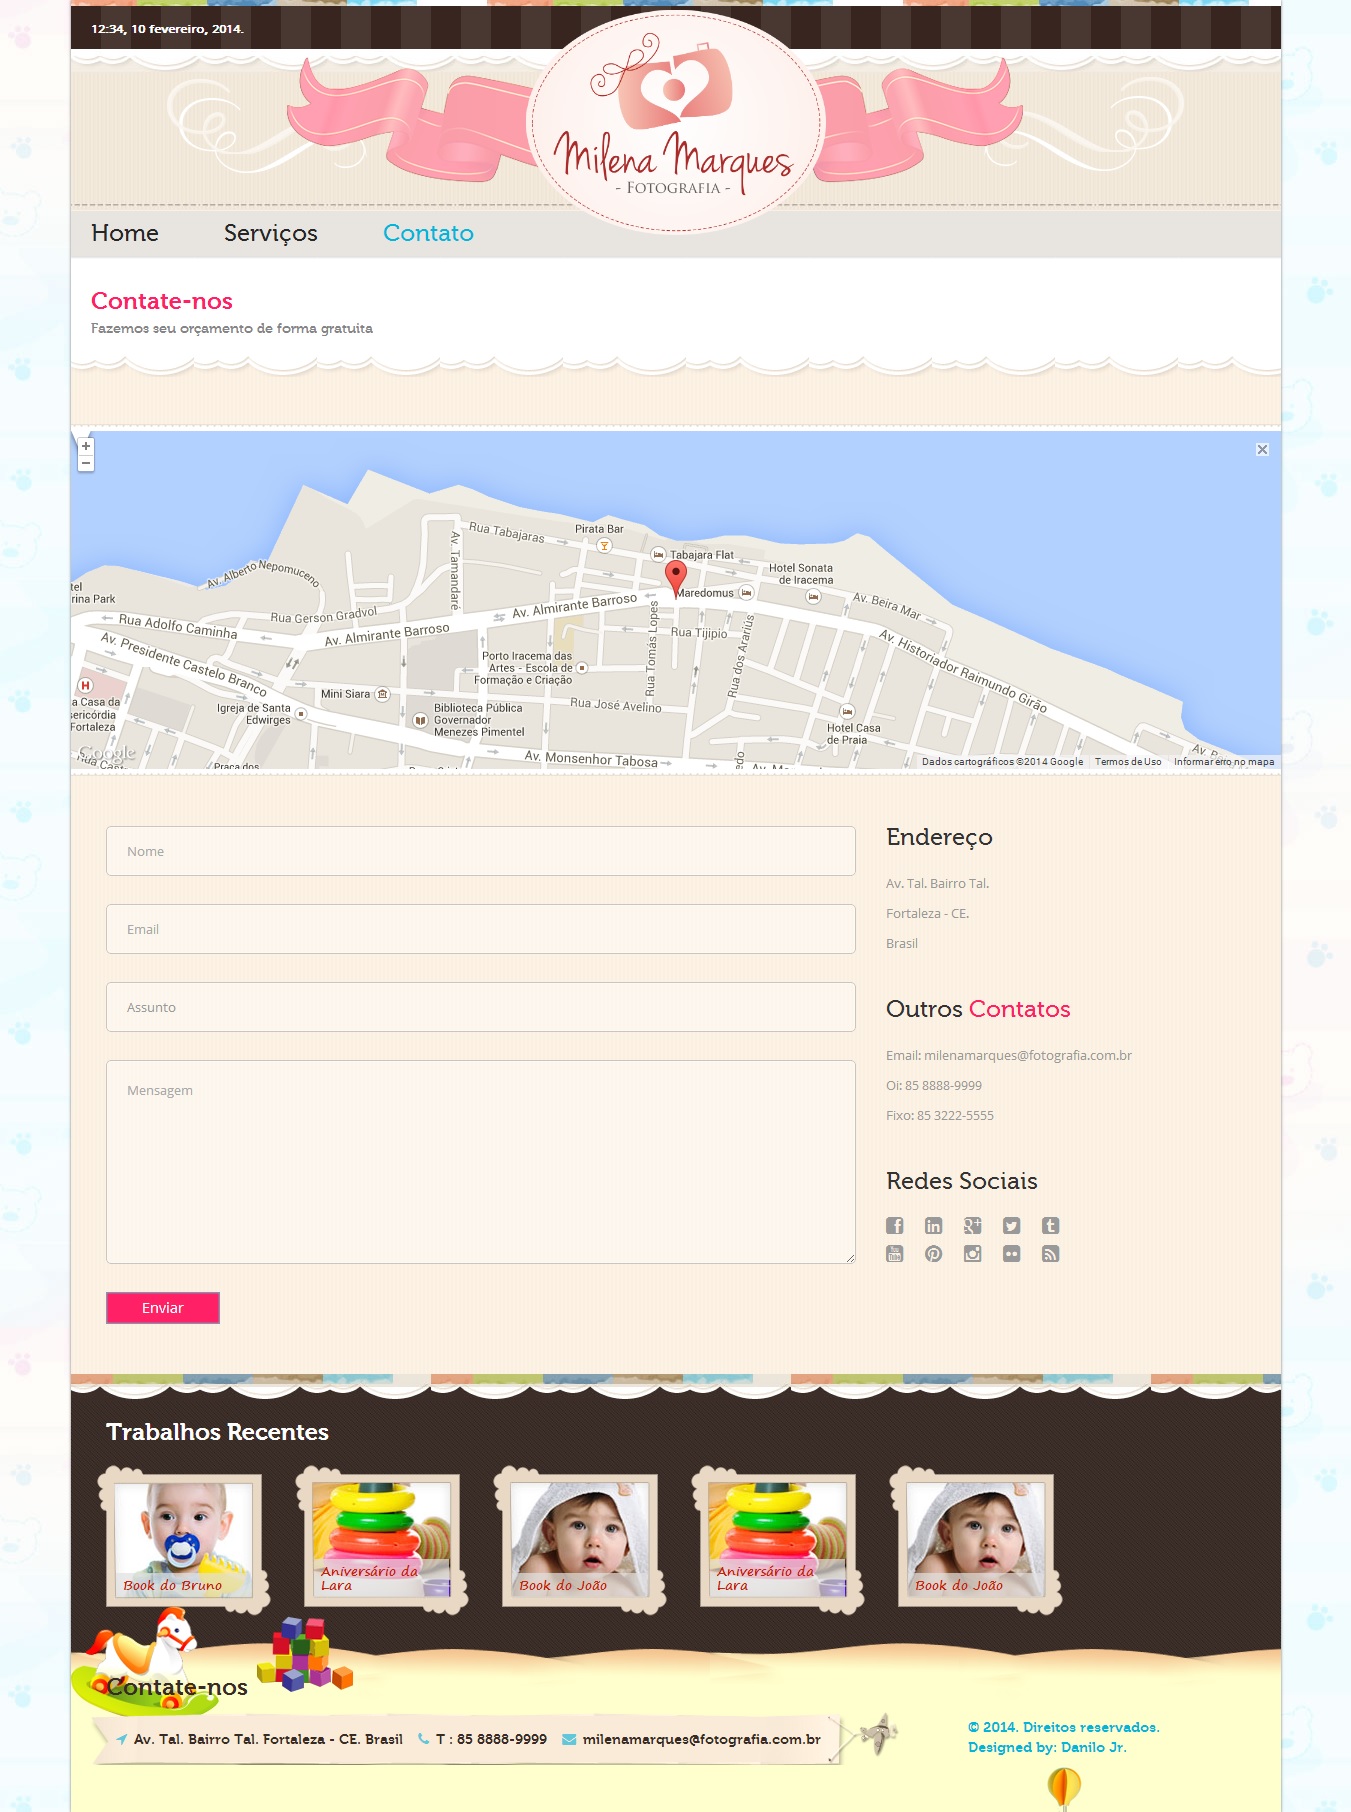 12:34, 10 fevereiro, 2014.
Milena Marques
- FOTOGRAFIA -
Home
Serviços
Contato
Contate-nos
Fazemos seu orçamento de forma gratuita
+
−
Rua Tabajaras
Pirata Bar
Av. Tamandaré
Tabajara Flat
Hotel Sonata
de Iracema
Av. Alberto Nepomuceno
tel
rina Park
Maredomus
Av. Beira Mar
Rua Gerson Gradvol
Av. Almirante Barroso
Rua Adolfo Caminha
Av. Almirante Barroso
Rua Tijipio
Rua Tomás Lopes
Rua dos Ararius
Av. Historiador Raimundo Girão
Av. Presidente Castelo Branco
Porto Iracema das
Artes - Escola de
Formação e Criação
H
Mini Siara
a Casa da
sericórdia
Fortaleza
Igreja de Santa
Edwirges
Biblioteca Pública
Governador
Menezes Pimentel
Rua José Avelino
Hotel Casa
de Praia
Google
Av. Monsenhor Tabosa
Praça dos
Dados cartográficos ©2014 Google
Termos de Uso
Informar erro no mapa
Nome
Email
Assunto
Mensagem
Enviar
Endereço
Av. Tal. Bairro Tal.
Fortaleza - CE.
Brasil
Outros Contatos
Email: milenamarques@fotografia.com.br
Oi: 85 8888-9999
Fixo: 85 3222-5555
Redes Sociais
Trabalhos Recentes
Book do Bruno
Aniversário da
Lara
Book do João
Aniversário da
Lara
Book do João
Contate-nos
Av. Tal. Bairro Tal. Fortaleza - CE. Brasil
T : 85 8888-9999
milenamarques@fotografia.com.br
© 2014. Direitos reservados.
Designed by: Danilo Jr.